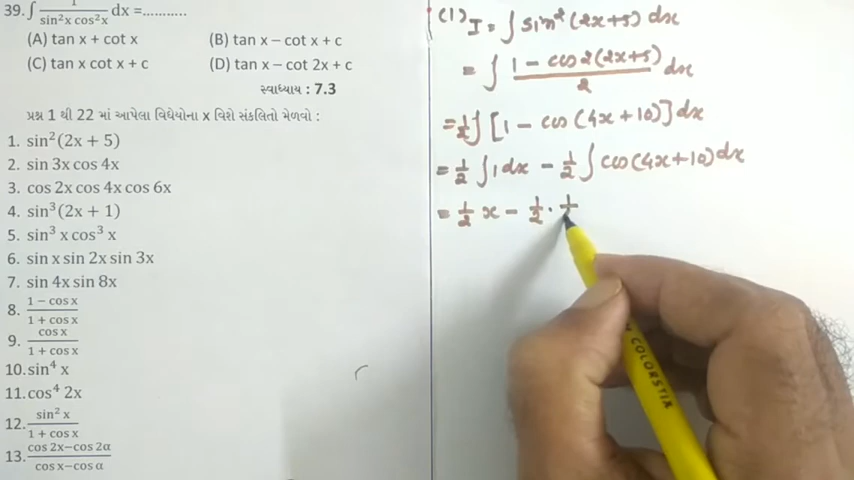 39. ∫ 1/(sin²x cos²x) dx = ...........
(A) tan x + cot x (B) tan x − cot x + c
(C) tan x cot x + c (D) tan x − cot 2x + c
સ્વાધ્યાય : 7.3
પ્રશ્ન 1 થી 22 માં આપેલા વિધેયોના x વિશે સંકલિતો મેળવો :
1. sin²(2x + 5)
2. sin 3x cos 4x
3. cos 2x cos 4x cos 6x
4. sin³(2x + 1)
5. sin³ x cos³ x
6. sin x sin 2x sin 3x
7. sin 4x sin 8x
8. (1 − cos x)/(1 + cos x)
9. cos x/(1 + cos x)
10. sin⁴ x
11. cos⁴ 2x
12. sin² x/(1 + cos x)
13. (cos 2x−cos 2α)/(cos x−cos α)
(1) I = ∫ sin²(2x+5) dx
= ∫ (1 − cos 2(2x+5))/2 dx
= 1/2 ∫ [1 − cos (4x+10)] dx
= 1/2 ∫ 1 dx − 1/2 ∫ cos(4x+10) dx
= 1/2 x − 1/2 ·
COLORSTIX